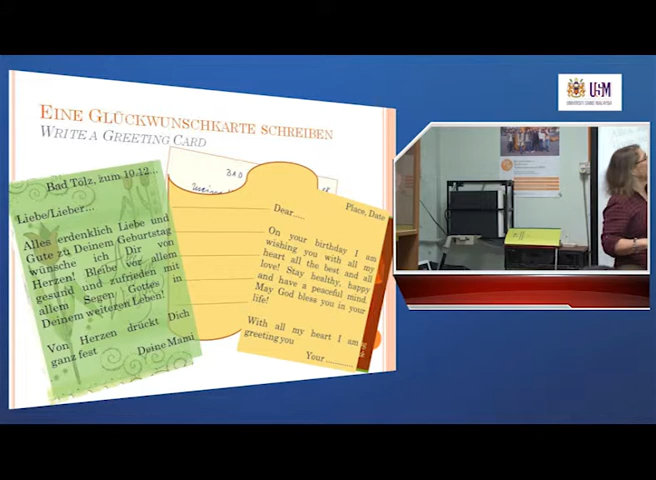 EINE GLÜCKWUNSCHKARTE SCHREIBEN
WRITE A GREETING CARD
Bad Tölz, zum 10.12...
Liebe/Lieber...
Alles erdenklich Liebe und
Gute zu Deinem Geburtstag
wünsche ich Dir von
Herzen! Bleibe vor allem
gesund und zufrieden mit
allem Segen Gottes in
Deinem weiteren Leben!
Von Herzen drückt Dich
ganz fest Deine Mami
BAD
Place, Date
Dear.....
On your birthday I am
wishing you with all my
heart all the best and all
love! Stay healthy, happy
and have a peaceful mind.
May God bless you in your
life!
With all my heart I am
greeting you
Your
USM
UNIVERSITI SAINS MALAYSIA